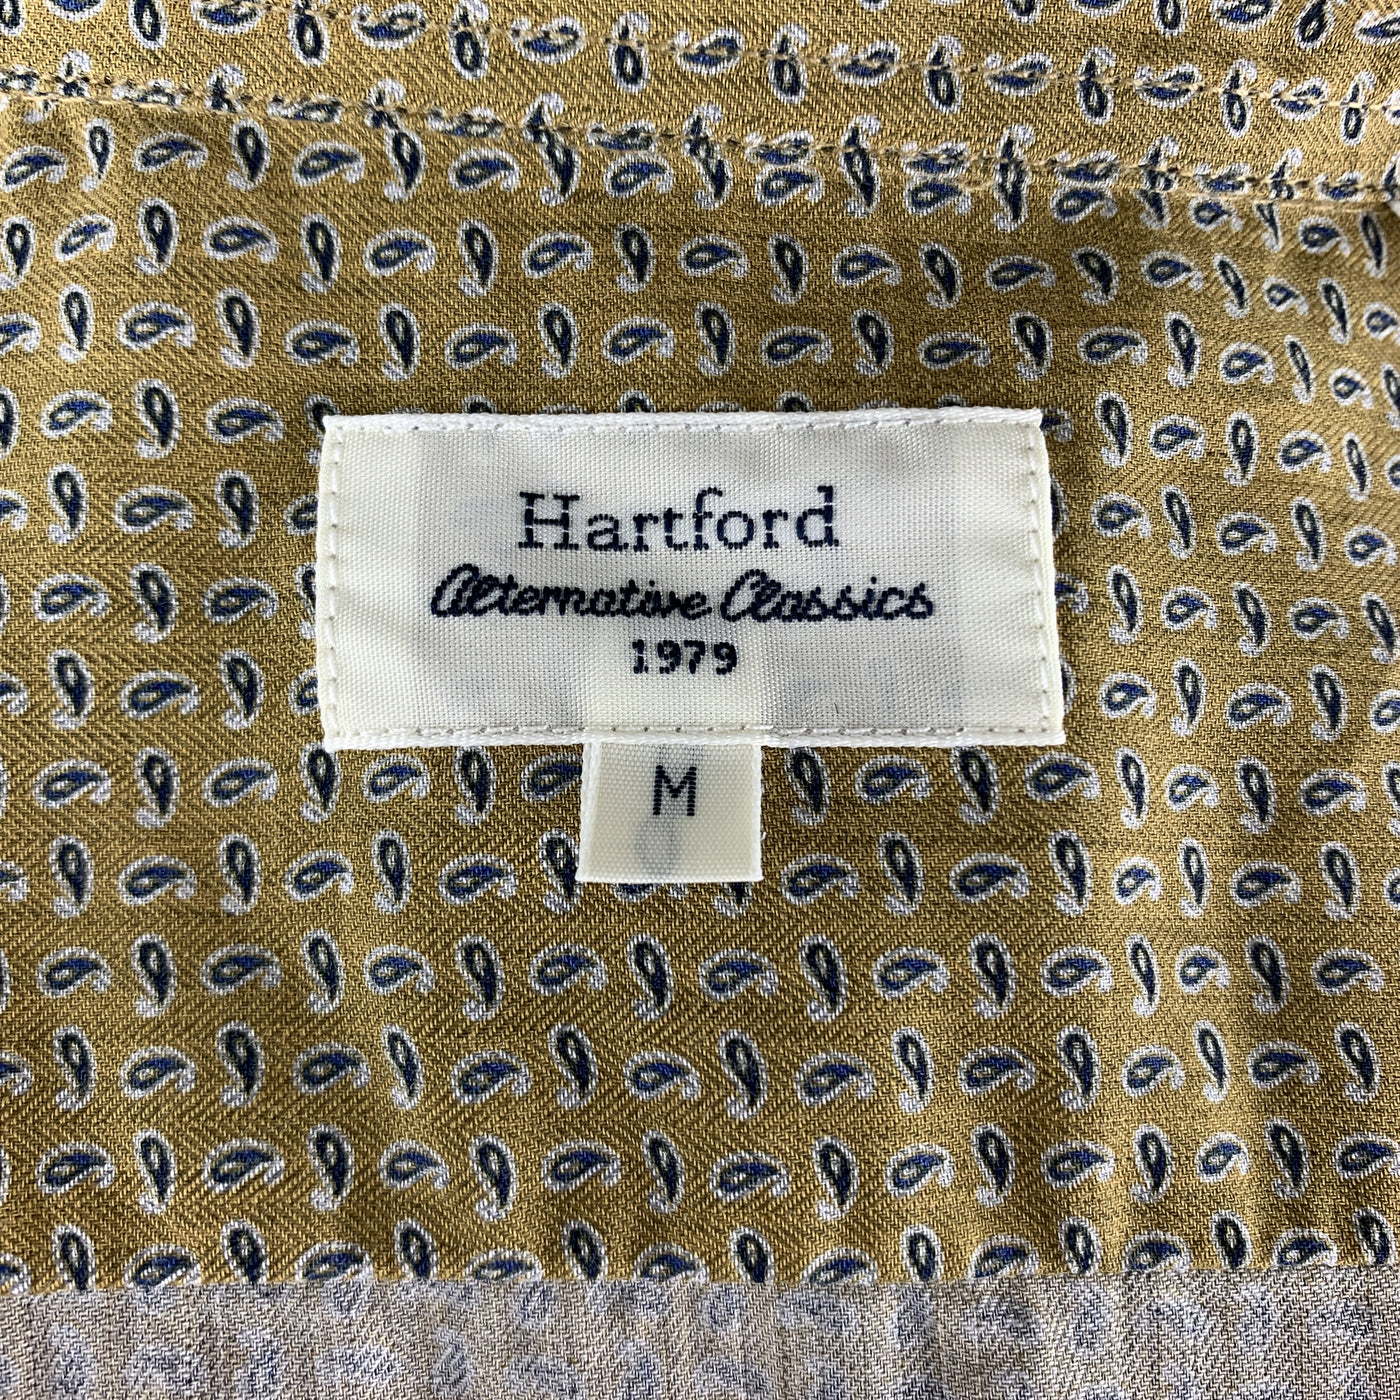 Hartford
Alternative Classics
1979
M